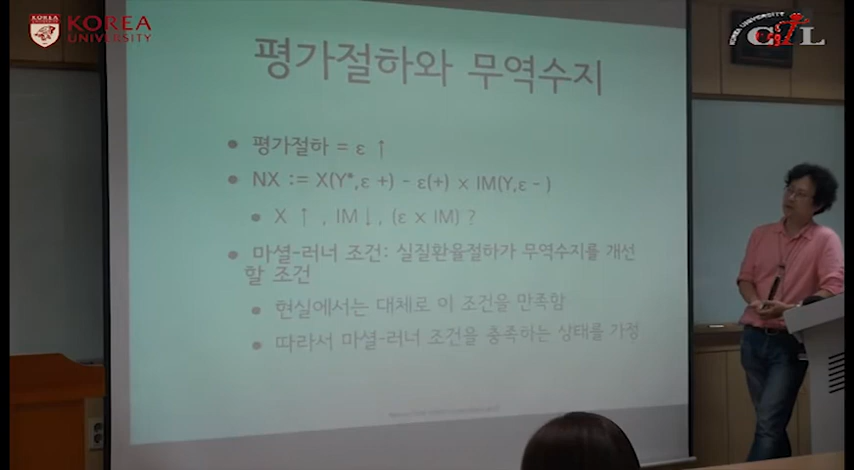 KOREA
UNIVERSITY
KOREA UNIVERSITY
CTL
평가절하와 무역수지
• 평가절하 = ε ↑
• NX := X(Y*,ε +) - ε(+) × IM(Y,ε - )
• X ↑ , IM↓, (ε × IM) ?
• 마셜-러너 조건: 실질환율절하가 무역수지를 개선
할 조건
• 현실에서는 대체로 이 조건을 만족함
• 따라서 마셜-러너 조건을 충족하는 상태를 가정